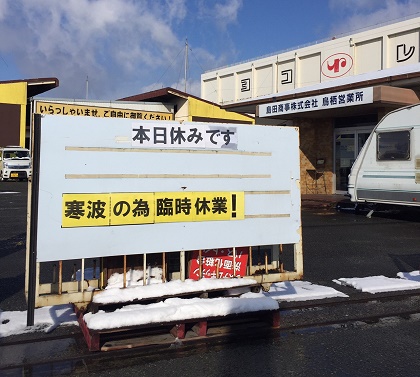 いらっしゃいませ、ご自由に御覧ください!
本日休みです
寒波の為臨時休業!
島田商事株式会社 鳥栖営業所